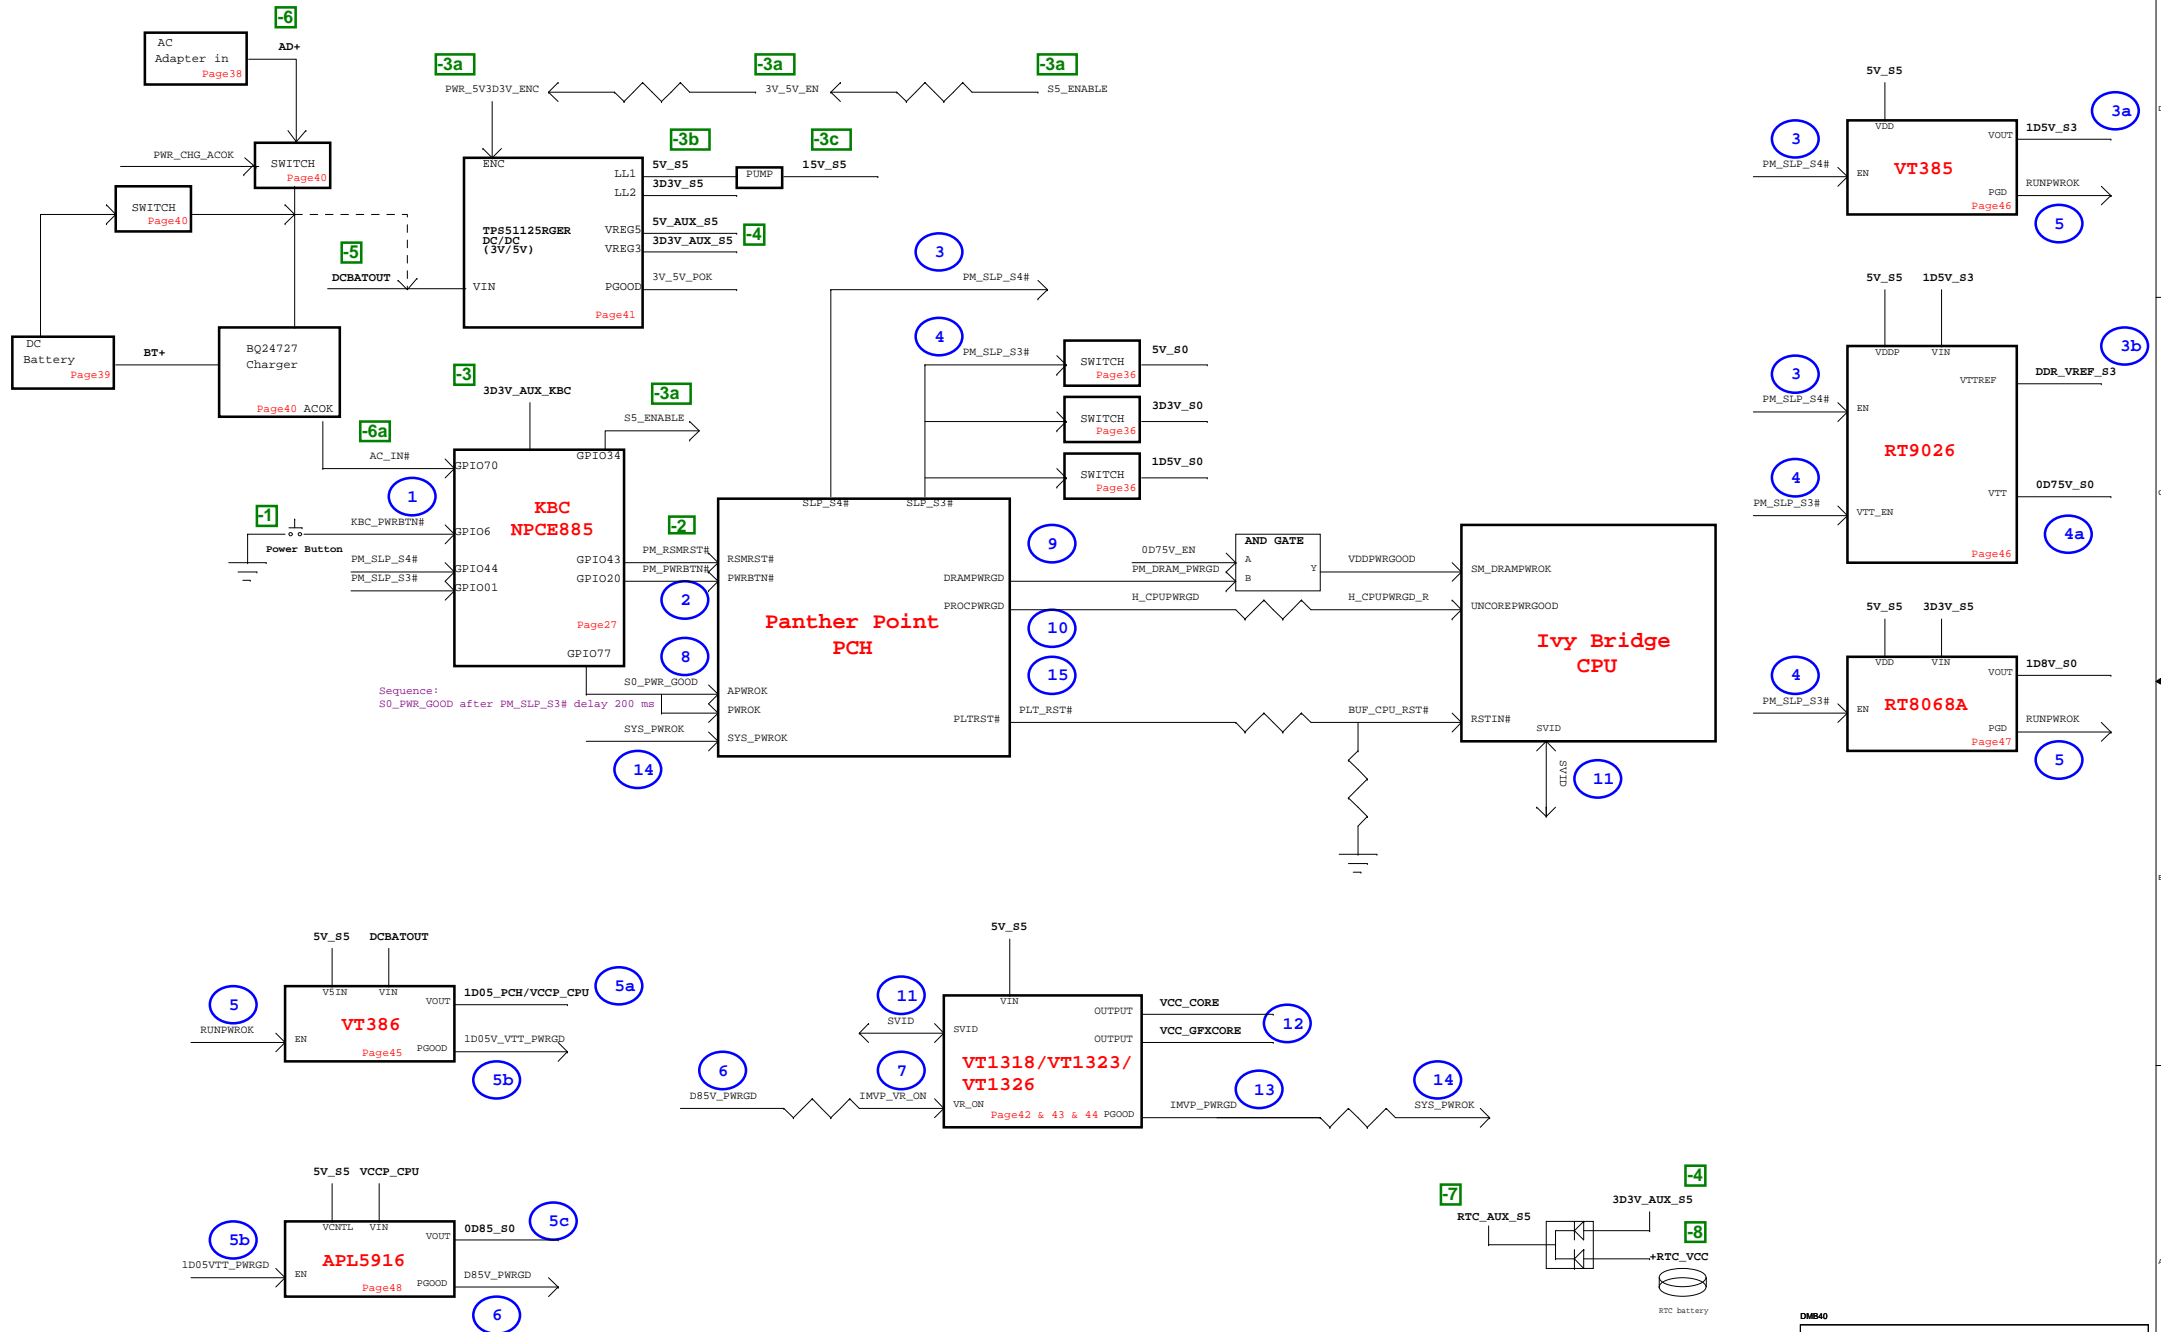 -6
AC
Adapter in
Page38
AD+
-3a
-3a
-3a
PWR_5V3D3V_ENC
3V_5V_EN
S5_ENABLE
PWR_CHG_ACOK
SWITCH
Page40
SWITCH
Page40
-5
DCBATOUT
ENC
TPS51125RGER
DC/DC
(3V/5V)
VIN
LL1
LL2
VREG5
VREG3
PGOOD
Page41
-3b
-3c
5V_S5
PUMP
15V_S5
3D3V_S5
5V_AUX_S5
3D3V_AUX_S5
-4
3V_5V_POK
DC
Battery
Page39
BT+
BQ24727
Charger
Page40 ACOK
-6a
AC_IN#
-3
3D3V_AUX_KBC
-3a
S5_ENABLE
GPIO70
GPIO34
1
-1
KBC_PWRBTN#
Power Button
GPIO6
KBC
NPCE885
PM_SLP_S4#
PM_SLP_S3#
GPIO44
GPIO01
GPIO43
GPIO20
Page27
GPIO77
-2
PM_RSMRST#
PM_PWRBTN#
2
8
S0_PWR_GOOD
Sequence:
S0_PWR_GOOD after PM_SLP_S3# delay 200 ms
SYS_PWROK
14
3
PM_SLP_S4#
4
PM_SLP_S3#
SWITCH
Page36
5V_S0
SWITCH
Page36
3D3V_S0
SWITCH
Page36
1D5V_S0
SLP_S4#
SLP_S3#
RSMRST#
PWRBTN#
Panther Point
PCH
APWROK
PWROK
SYS_PWROK
DRAMPWRGD
PROCPWRGD
PLTRST#
9
10
15
PLT_RST#
0D75V_EN
PM_DRAM_PWRGD
AND GATE
A
B
Y
VDDPWRGOOD
H_CPUPWRGD
H_CPUPWRGD_R
BUF_CPU_RST#
SM_DRAMPWROK
UNCOREPWRGOOD
Ivy Bridge
CPU
RSTIN#
SVID
SVID
11
5V_S5
3
PM_SLP_S4#
VDD
EN
VT385
VOUT
PGD
Page46
1D5V_S3
3a
RUNPWROK
5
5V_S5
1D5V_S3
VDDP
VIN
3
PM_SLP_S4#
EN
4
PM_SLP_S3#
VTT_EN
RT9026
VTTREF
VTT
Page46
DDR_VREF_S3
3b
0D75V_S0
4a
5V_S5
3D3V_S5
VDD
VIN
4
PM_SLP_S3#
EN
RT8068A
VOUT
PGD
Page47
1D8V_S0
RUNPWROK
5
5V_S5
DCBATOUT
V5IN
VIN
5
RUNPWROK
EN
VT386
Page45
VOUT
PGOOD
1D05_PCH/VCCP_CPU
5a
1D05V_VTT_PWRGD
5b
5V_S5
VIN
11
SVID
SVID
6
D85V_PWRGD
7
IMVP_VR_ON
VR_ON
VT1318/VT1323/
VT1326
Page42 & 43 & 44
OUTPUT
OUTPUT
PGOOD
VCC_CORE
VCC_GFXCORE
12
IMVP_PWRGD
13
14
SYS_PWROK
5V_S5
VCCP_CPU
VCNTL
VIN
5b
1D05VTT_PWRGD
EN
APL5916
Page48
VOUT
PGOOD
0D85_S0
5c
D85V_PWRGD
6
-7
RTC_AUX_S5
-4
3D3V_AUX_S5
-8
+RTC_VCC
RTC battery
DMB40